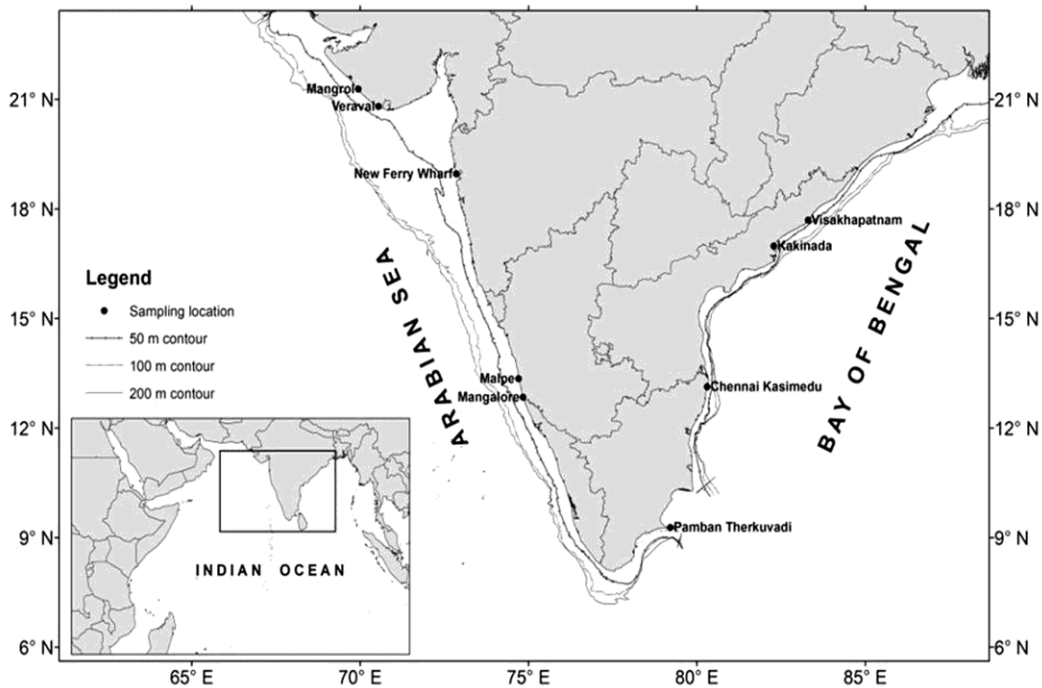 Mangrol
Veraval
21° N
21° N
New Ferry Wharf
18° N
18° N
Visakhapatnam
Kakinada
Legend
Sampling location
50 m contour
100 m contour
200 m contour
ARABIAN SEA
BAY OF BENGAL
15° N
15° N
Malpe
Mangalore
Chennai Kasimedu
12° N
12° N
Pamban Therkuvadi
9° N
9° N
INDIAN OCEAN
6° N
6° N
65° E
70° E
75° E
80° E
85° E